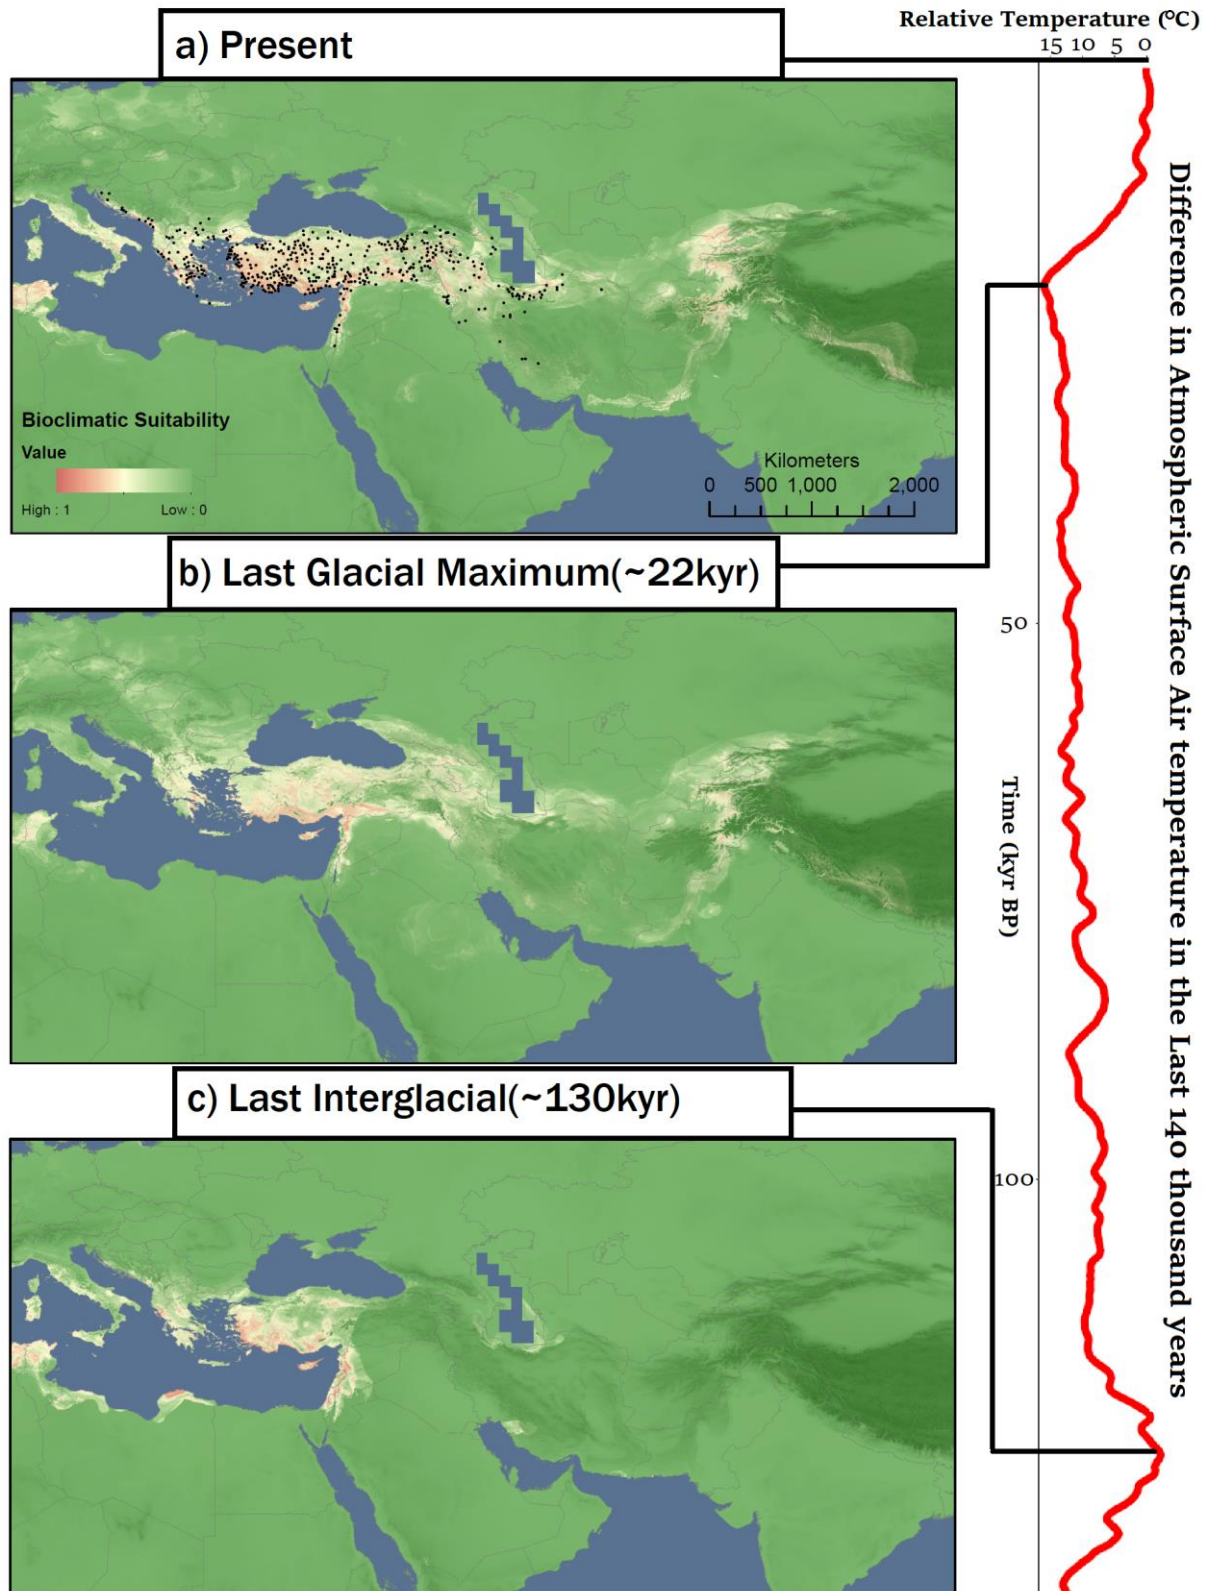 Relative Temperature (°C)
15 10 5 0
a) Present
Bioclimatic Suitability
Value
High : 1 Low : 0
Kilometers
0 500 1,000 2,000
b) Last Glacial Maximum(~22kyr)
c) Last Interglacial(~130kyr)
50
Time (kyr BP)
100
Difference in Atmospheric Surface Air temperature in the Last 140 thousand years